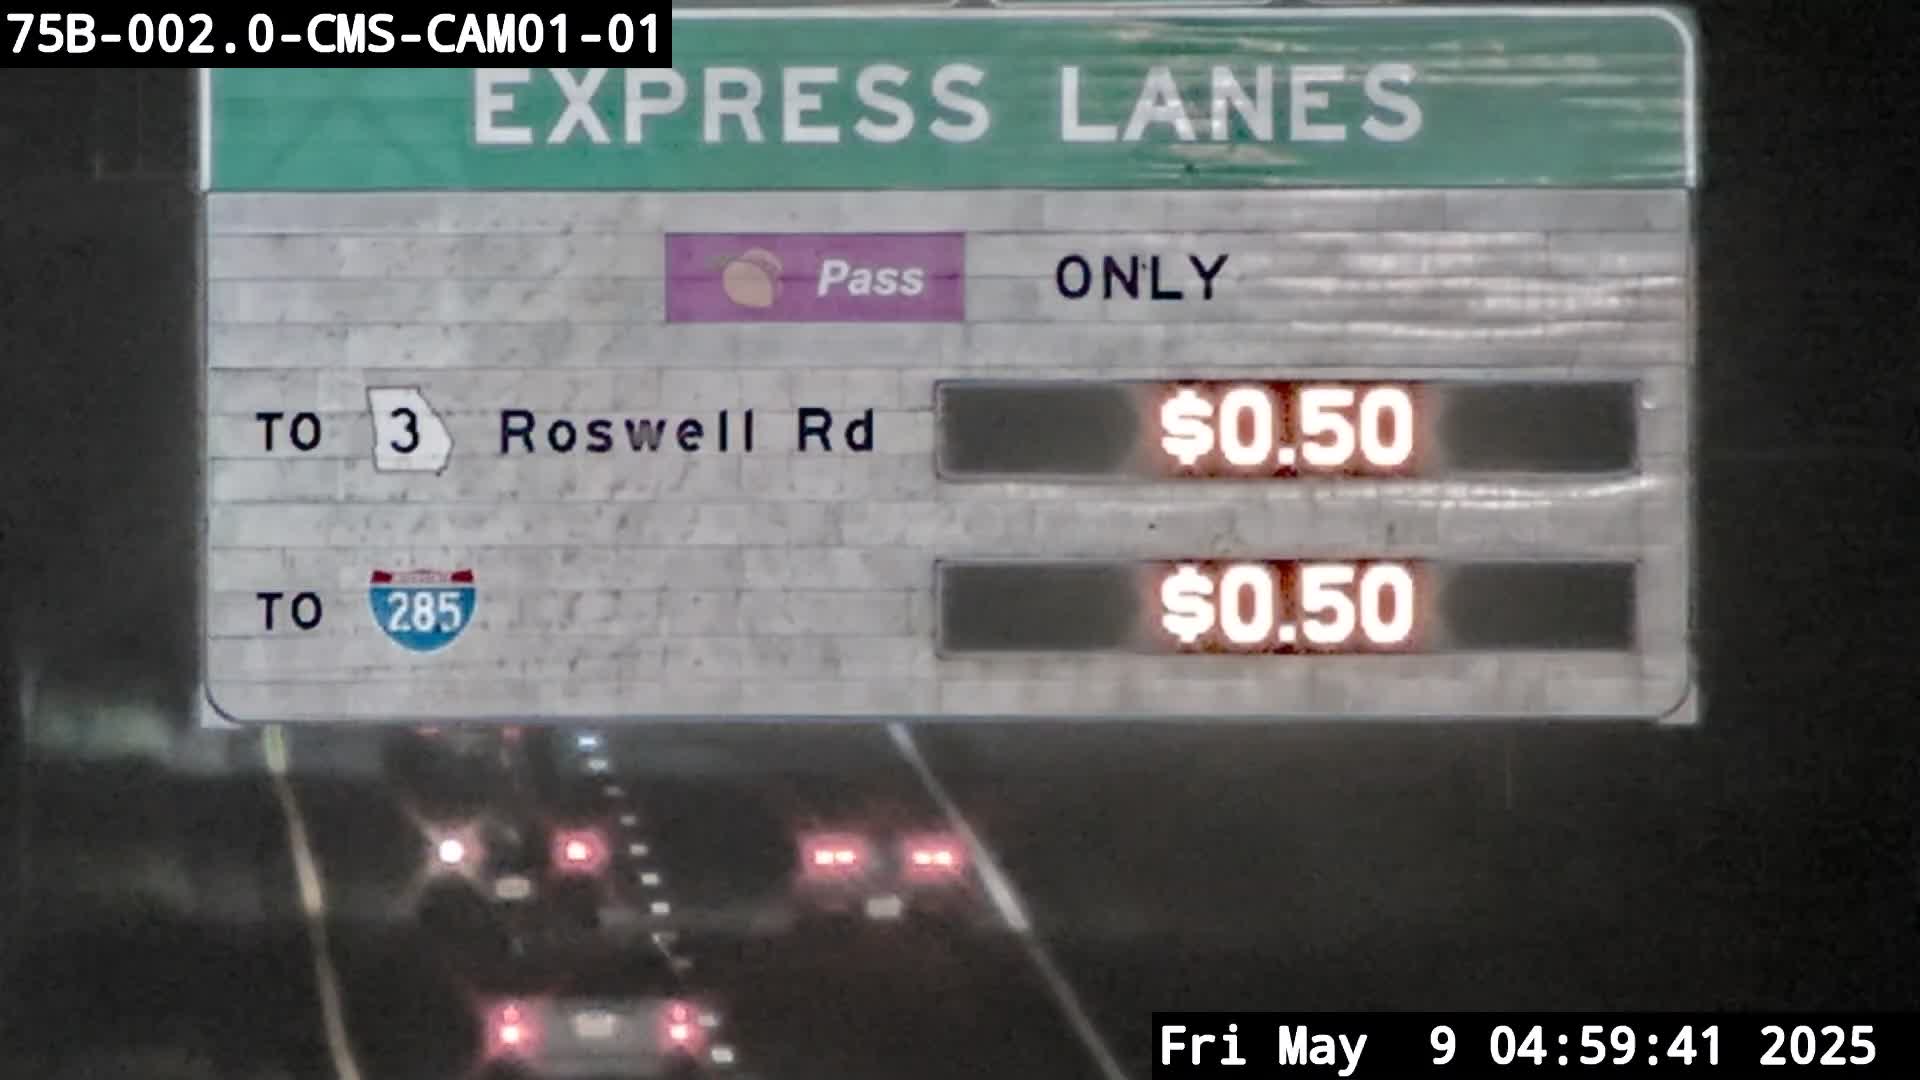 75B-002.0-CMS-CAM01-01
EXPRESS LANES
Pass ONLY
TO 3 Roswell Rd $0.50
TO 285 $0.50
Fri May 9 04:59:41 2025